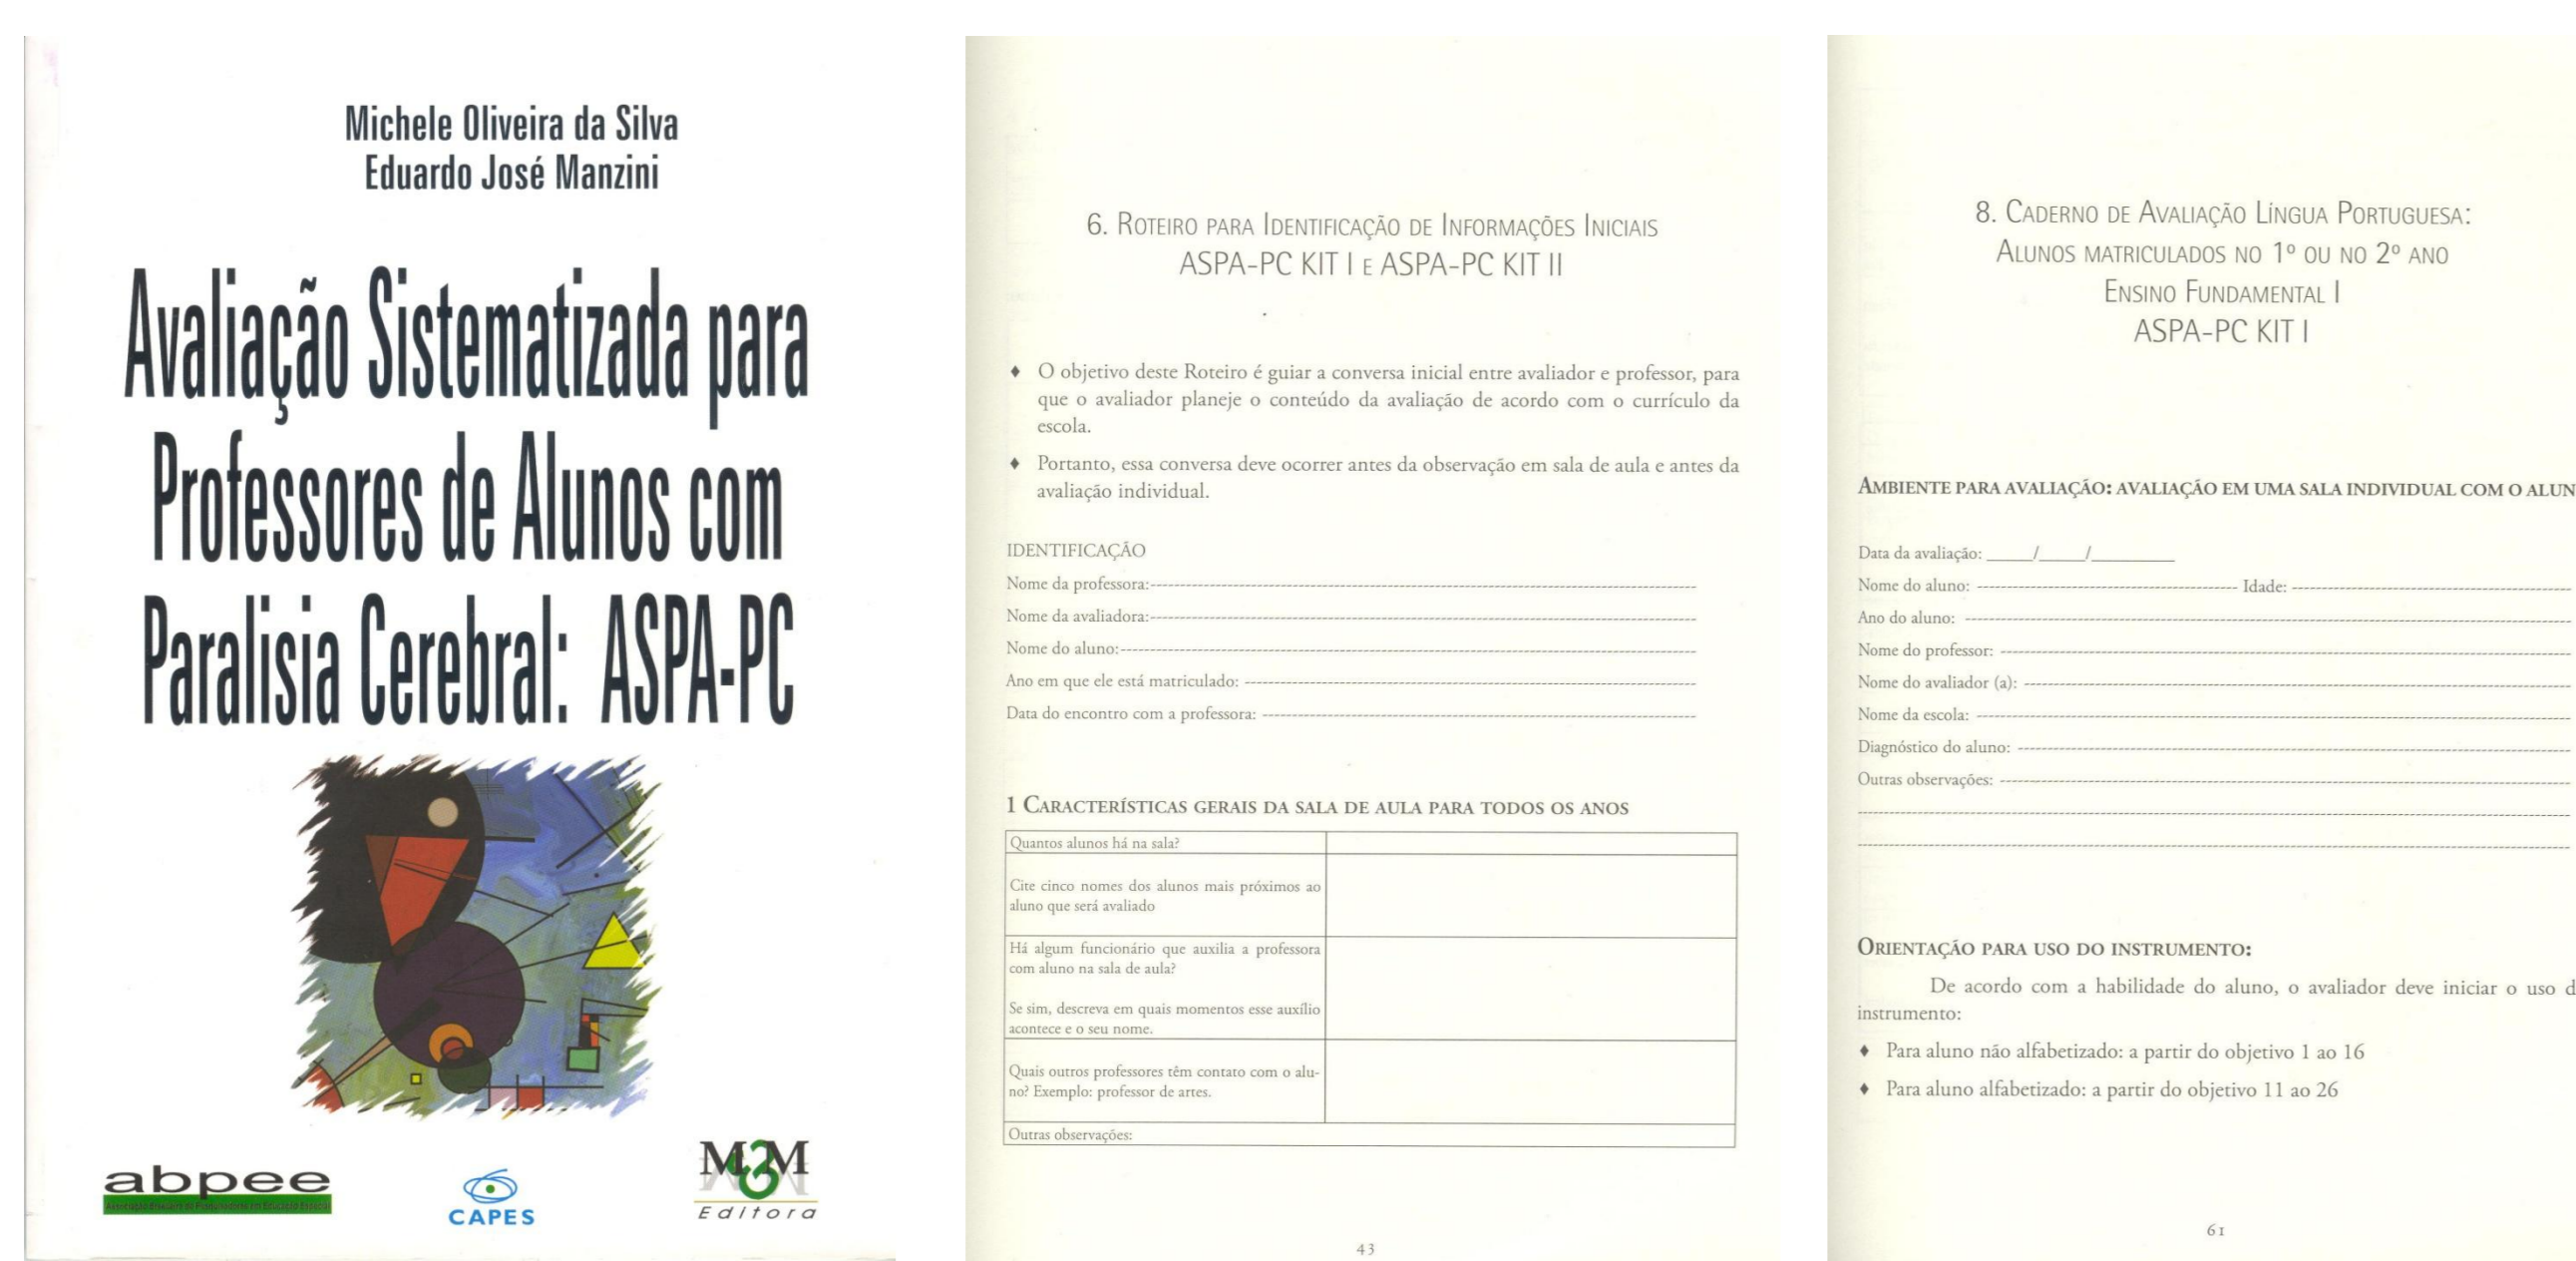 Michele Oliveira da Silva
Eduardo José Manzini
Avaliação Sistematizada para
Professores de Alunos com
Paralisia Cerebral: ASPA-PC
abpee
CAPES
M&M
Editora
6. Roteiro para Identificação de Informações Iniciais
ASPA-PC KIT I e ASPA-PC KIT II
♦ O objetivo deste Roteiro é guiar a conversa inicial entre avaliador e professor, para
que o avaliador planeje o conteúdo da avaliação de acordo com o currículo da
escola.
♦ Portanto, essa conversa deve ocorrer antes da observação em sala de aula e antes da
avaliação individual.
IDENTIFICAÇÃO
Nome da professora:
Nome da avaliadora:
Nome do aluno:
Ano em que ele está matriculado:
Data do encontro com a professora:
1 Características gerais da sala de aula para todos os anos
Quantos alunos há na sala?
Cite cinco nomes dos alunos mais próximos ao
aluno que será avaliado
Há algum funcionário que auxilia a professora
com aluno na sala de aula?
Se sim, descreva em quais momentos esse auxílio
acontece e o seu nome.
Quais outros professores têm contato com o alu-
no? Exemplo: professor de artes.
Outras observações:
43
8. Caderno de Avaliação Língua Portuguesa:
Alunos matriculados no 1º ou no 2º ano
Ensino Fundamental I
ASPA-PC KIT I
Ambiente para avaliação: avaliação em uma sala individual com o alun
Data da avaliação: _____/_____/_________
Nome do aluno: Idade:
Ano do aluno:
Nome do professor:
Nome do avaliador (a):
Nome da escola:
Diagnóstico do aluno:
Outras observações:
Orientação para uso do instrumento:
De acordo com a habilidade do aluno, o avaliador deve iniciar o uso d
instrumento:
♦ Para aluno não alfabetizado: a partir do objetivo 1 ao 16
♦ Para aluno alfabetizado: a partir do objetivo 11 ao 26
61